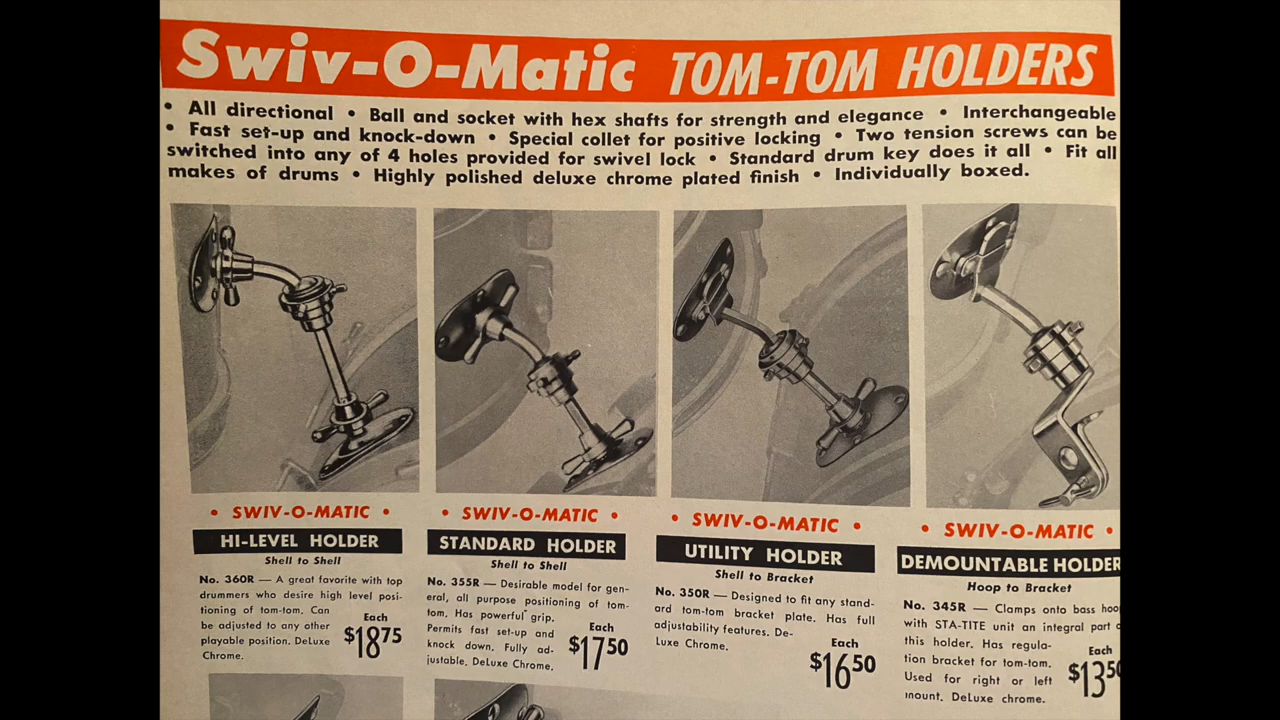 Swiv-O-Matic TOM-TOM HOLDERS
• All directional • Ball and socket with hex shafts for strength and elegance • Interchangeable
• Fast set-up and knock-down • Special collet for positive locking • Two tension screws can be
switched into any of 4 holes provided for swivel lock • Standard drum key does it all • Fit all
makes of drums • Highly polished deluxe chrome plated finish • Individually boxed.
• SWIV-O-MATIC •
HI-LEVEL HOLDER
Shell to Shell
No. 360R — A great favorite with top
drummers who desire high level posi-
tioning of tom-tom. Can
be adjusted to any other
playable position. DeLuxe
Chrome.
Each
$18 75
• SWIV-O-MATIC •
STANDARD HOLDER
Shell to Shell
No. 355R — Desirable model for gen-
eral, all purpose positioning of tom-
tom. Has powerful grip.
Permits fast set-up and
knock down. Fully ad-
justable. DeLuxe Chrome.
Each
$17 50
• SWIV-O-MATIC •
UTILITY HOLDER
Shell to Bracket
No. 350R — Designed to fit any stand-
ard tom-tom bracket plate. Has full
adjustability features. De-
Luxe Chrome.
Each
$16 50
• SWIV-O-MATIC •
DEMOUNTABLE HOLDER
Hoop to Bracket
No. 345R — Clamps onto bass hoo
with STA-TITE unit an integral part
this holder. Has regula-
tion bracket for tom-tom.
Used for right or left
mount. DeLuxe chrome.
Each
$13 50